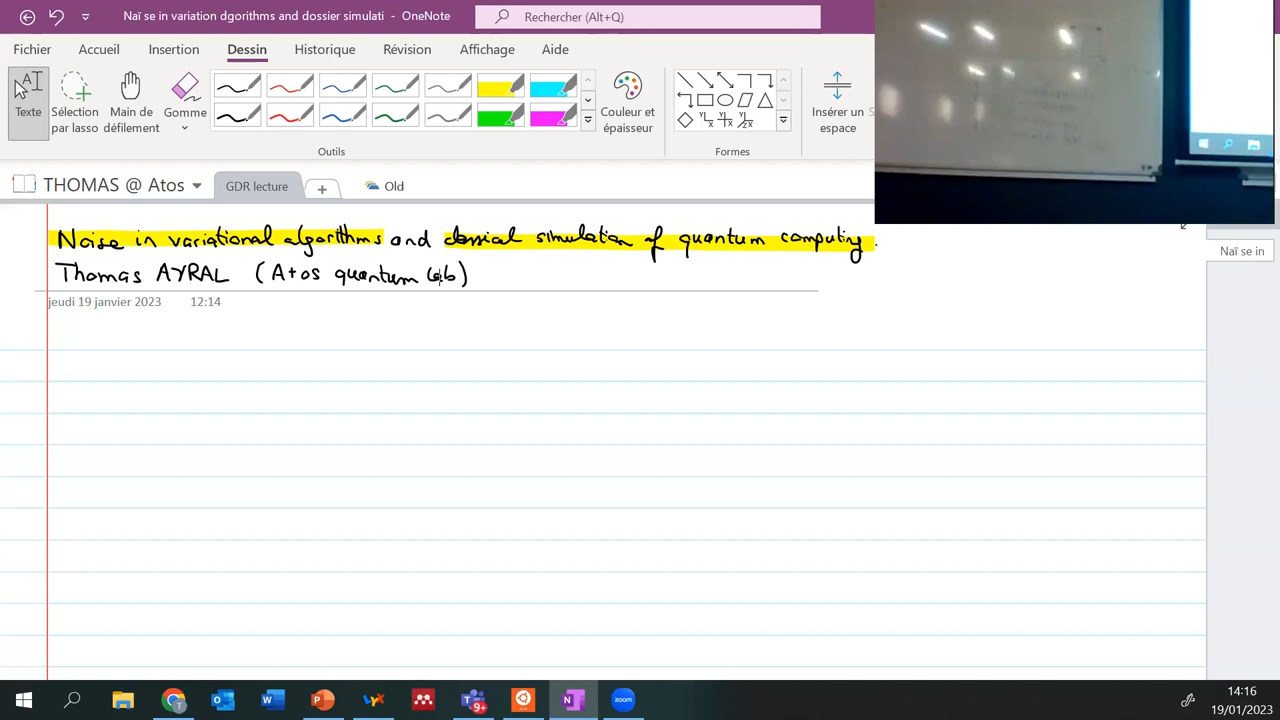 Naï se in variation dgorithms and dossier simulati - OneNote
Rechercher (Alt+Q)
Fichier Accueil Insertion Dessin Historique Révision Affichage Aide
Texte
Sélection par lasso
Main de défilement
Gomme
Couleur et épaisseur
Insérer un espace
Outils
Formes
THOMAS @ Atos
GDR lecture
+
Old
Noise in variational algorithms and classical simulation of quantum computing.
Thomas AYRAL (Atos quantum lab)
jeudi 19 janvier 2023 12:14
Naï se in
9+
14:16
19/01/2023